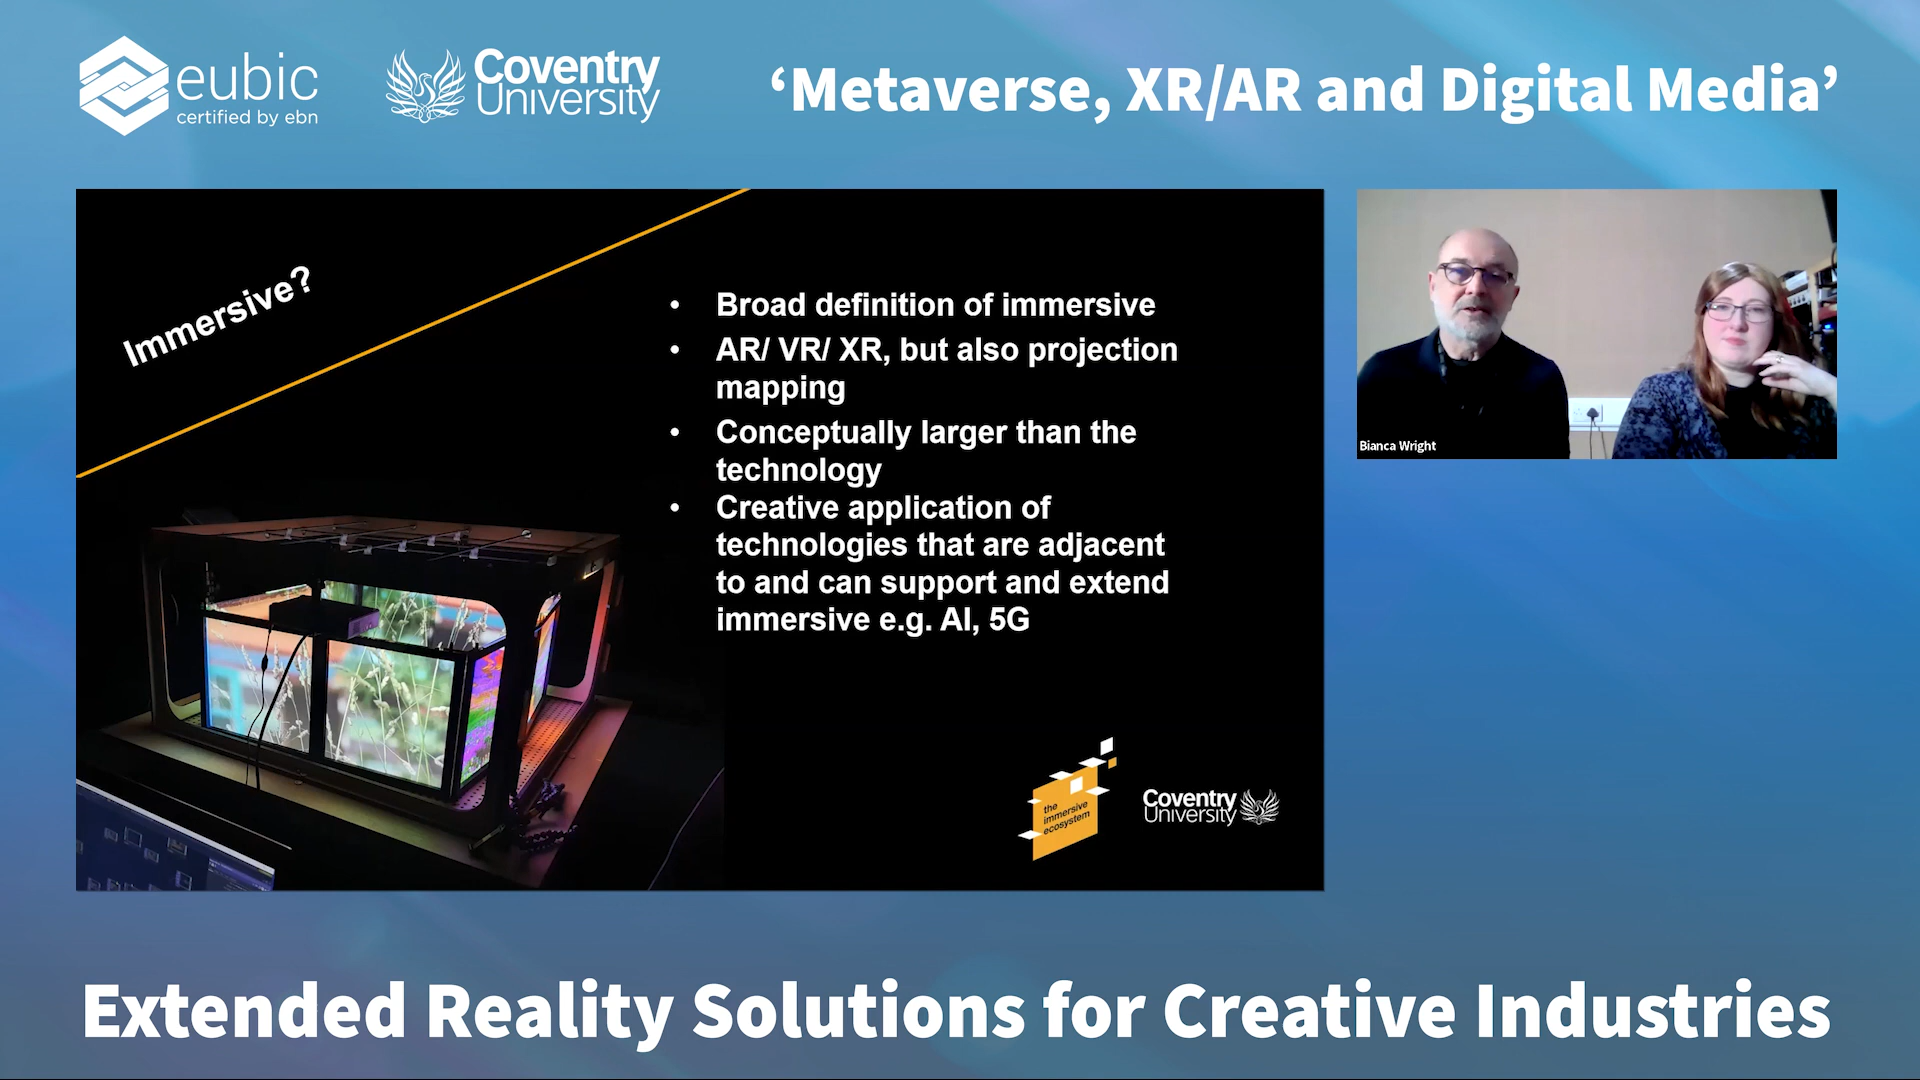 eubic
certified by ebn
Coventry
University
‘Metaverse, XR/AR and Digital Media’
Immersive?
• Broad definition of immersive
• AR/ VR/ XR, but also projection
mapping
• Conceptually larger than the
technology
• Creative application of
technologies that are adjacent
to and can support and extend
immersive e.g. AI, 5G
the
immersive
ecosystem
Coventry
University
Bianca Wright
Extended Reality Solutions for Creative Industries